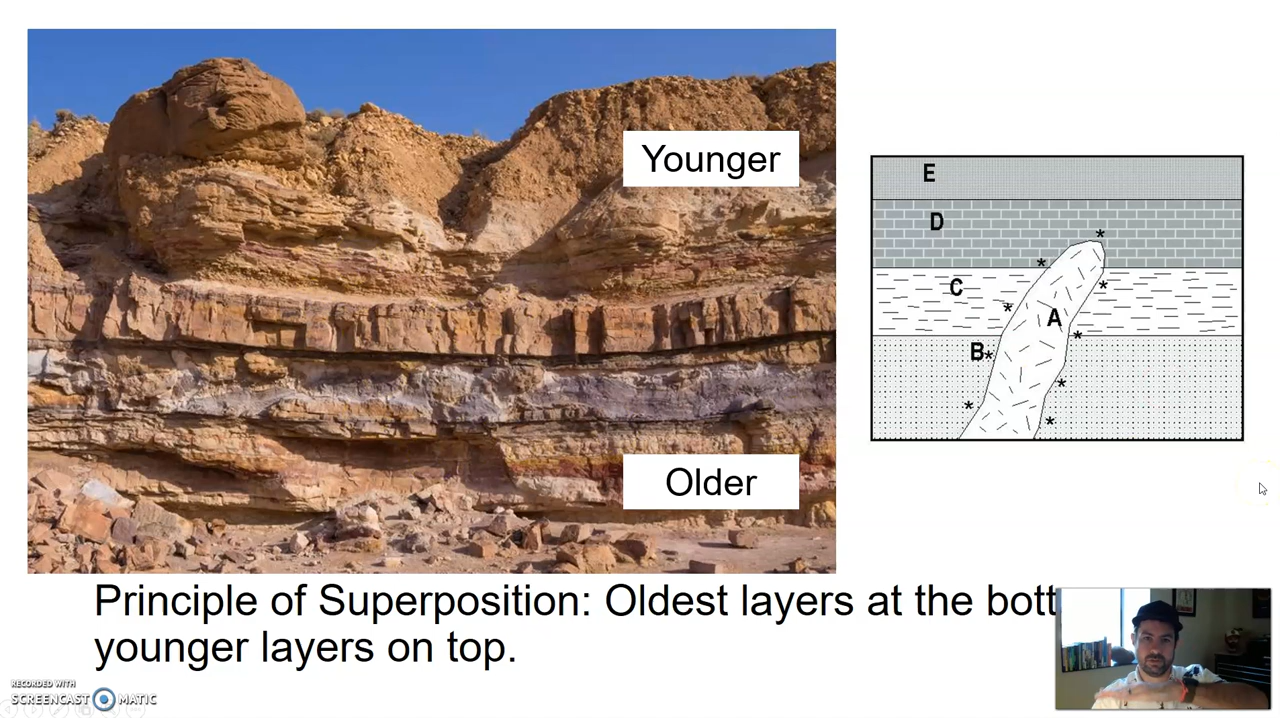 Younger
Older
E
D
C
A
B
Principle of Superposition: Oldest layers at the bott
younger layers on top.
RECORDED WITH
SCREENCAST MATIC